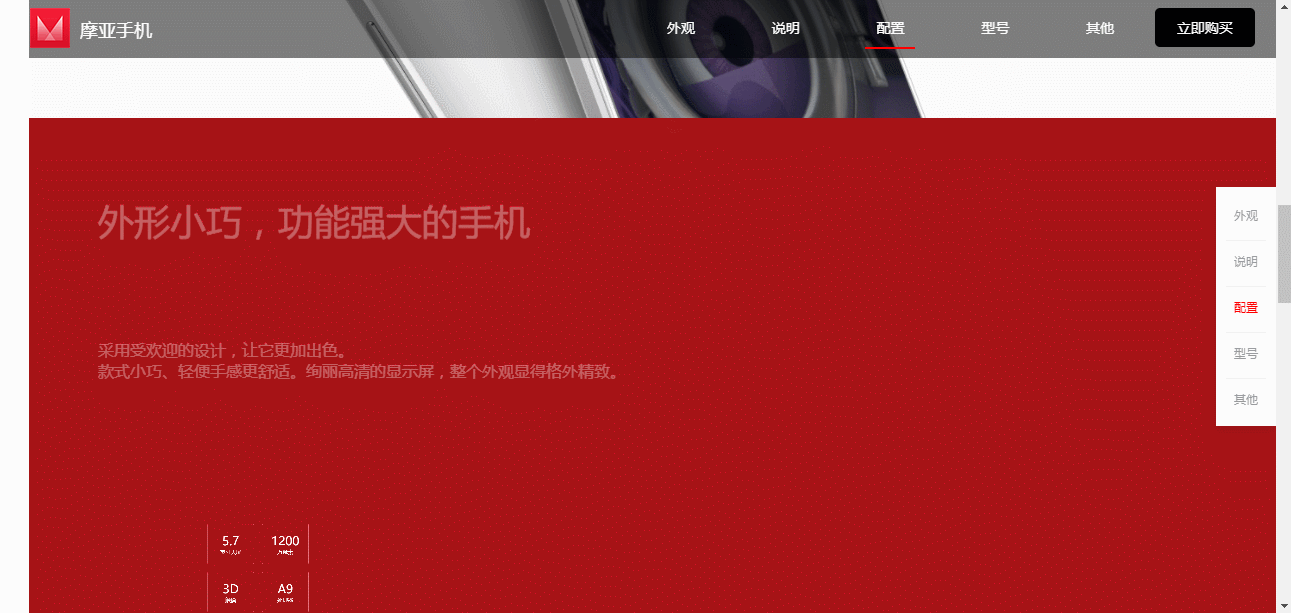 摩亚手机
外观
说明
配置
型号
其他
立即购买
外形小巧，功能强大的手机
采用受欢迎的设计，让它更加出色。
款式小巧、轻便手感更舒适。绚丽高清的显示屏，整个外观显得格外精致。
外观
说明
配置
型号
其他
5.7
1200
3D
A9